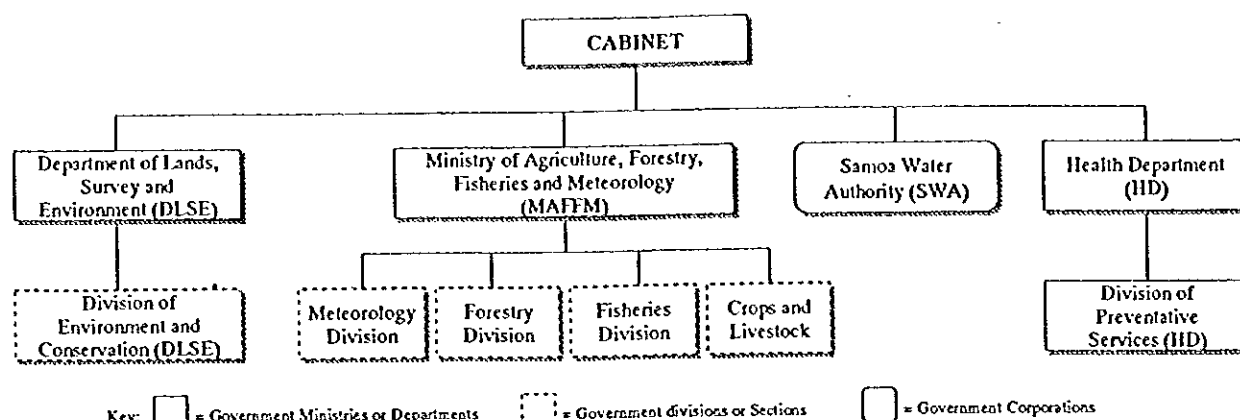 CABINET
Department of Lands,
Survey and
Environment (DLSE)
Ministry of Agriculture, Forestry,
Fisheries and Meteorology
(MAFFM)
Samoa Water
Authority (SWA)
Health Department
(HD)
Division of
Environment and
Conservation (DLSE)
Meteorology
Division
Forestry
Division
Fisheries
Division
Crops and
Livestock
Division of
Preventative
Services (HD)
Key: = Government Ministries or Departments
= Government divisions or Sections
= Government Corporations